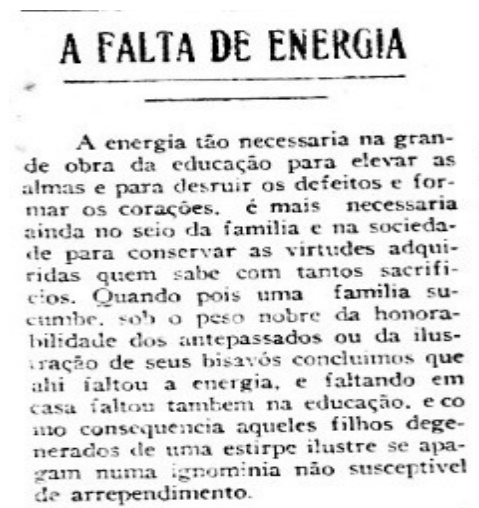 A FALTA DE ENERGIA
A energia tão necessaria na gran-
de obra da educação para elevar as
almas e para desruir os defeitos e for-
mar os corações, é mais necessaria
ainda no seio da familia e na socieda-
de para conservar as virtudes adqui-
ridas quem sabe com tantos sacrifi-
cios. Quando pois uma familia su-
cumbe, sob o peso nobre da honora-
bilidade dos antepassados ou da ilus-
tração de seus bisavós concluimos que
ahi faltou a energia, e faltando em
casa faltou tambem na educação, e co
mo consequencia aqueles filhos dege-
nerados de uma estirpe ilustre se apa-
gam numa ignominia não susceptivel
de arrependimento.